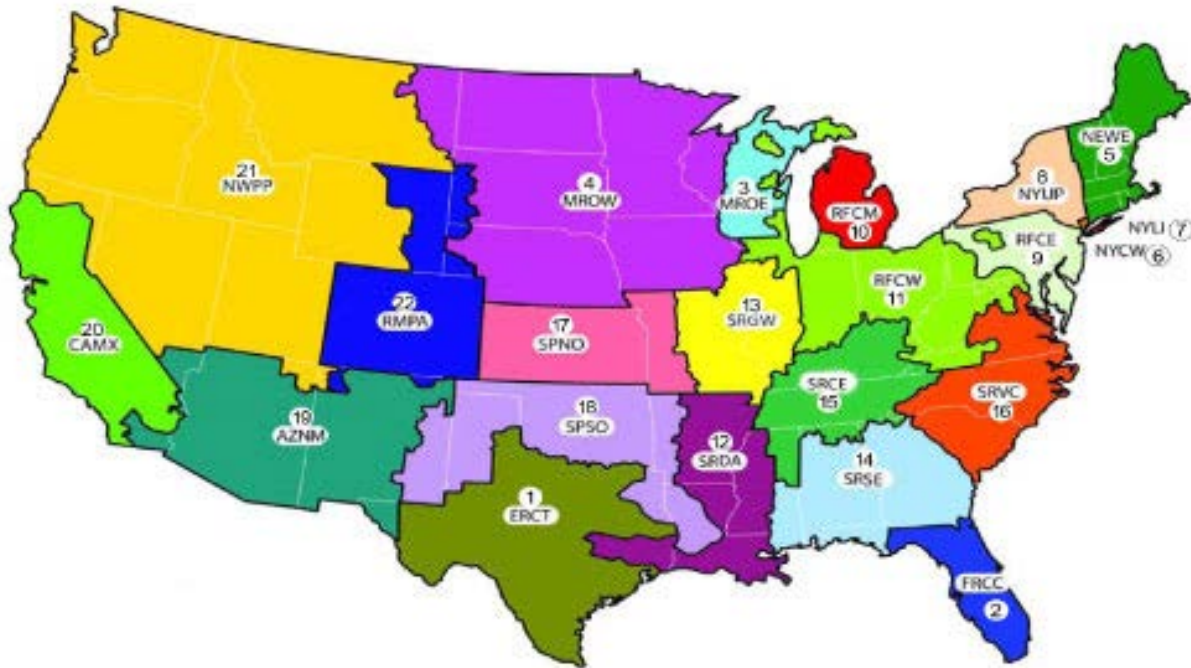 21
NWPP
4
MROW
3
MROE
RFCM
10
NEWE
5
8
NYUP
NYLI 7
NYCW 6
RFCE
9
RFCW
11
13
SRGW
22
RMPA
17
SPNO
20
CAMX
SRCE
15
SRVC
16
19
AZNM
18
SPSO
12
SRDA
14
SRSE
1
ERCT
FRCC
2